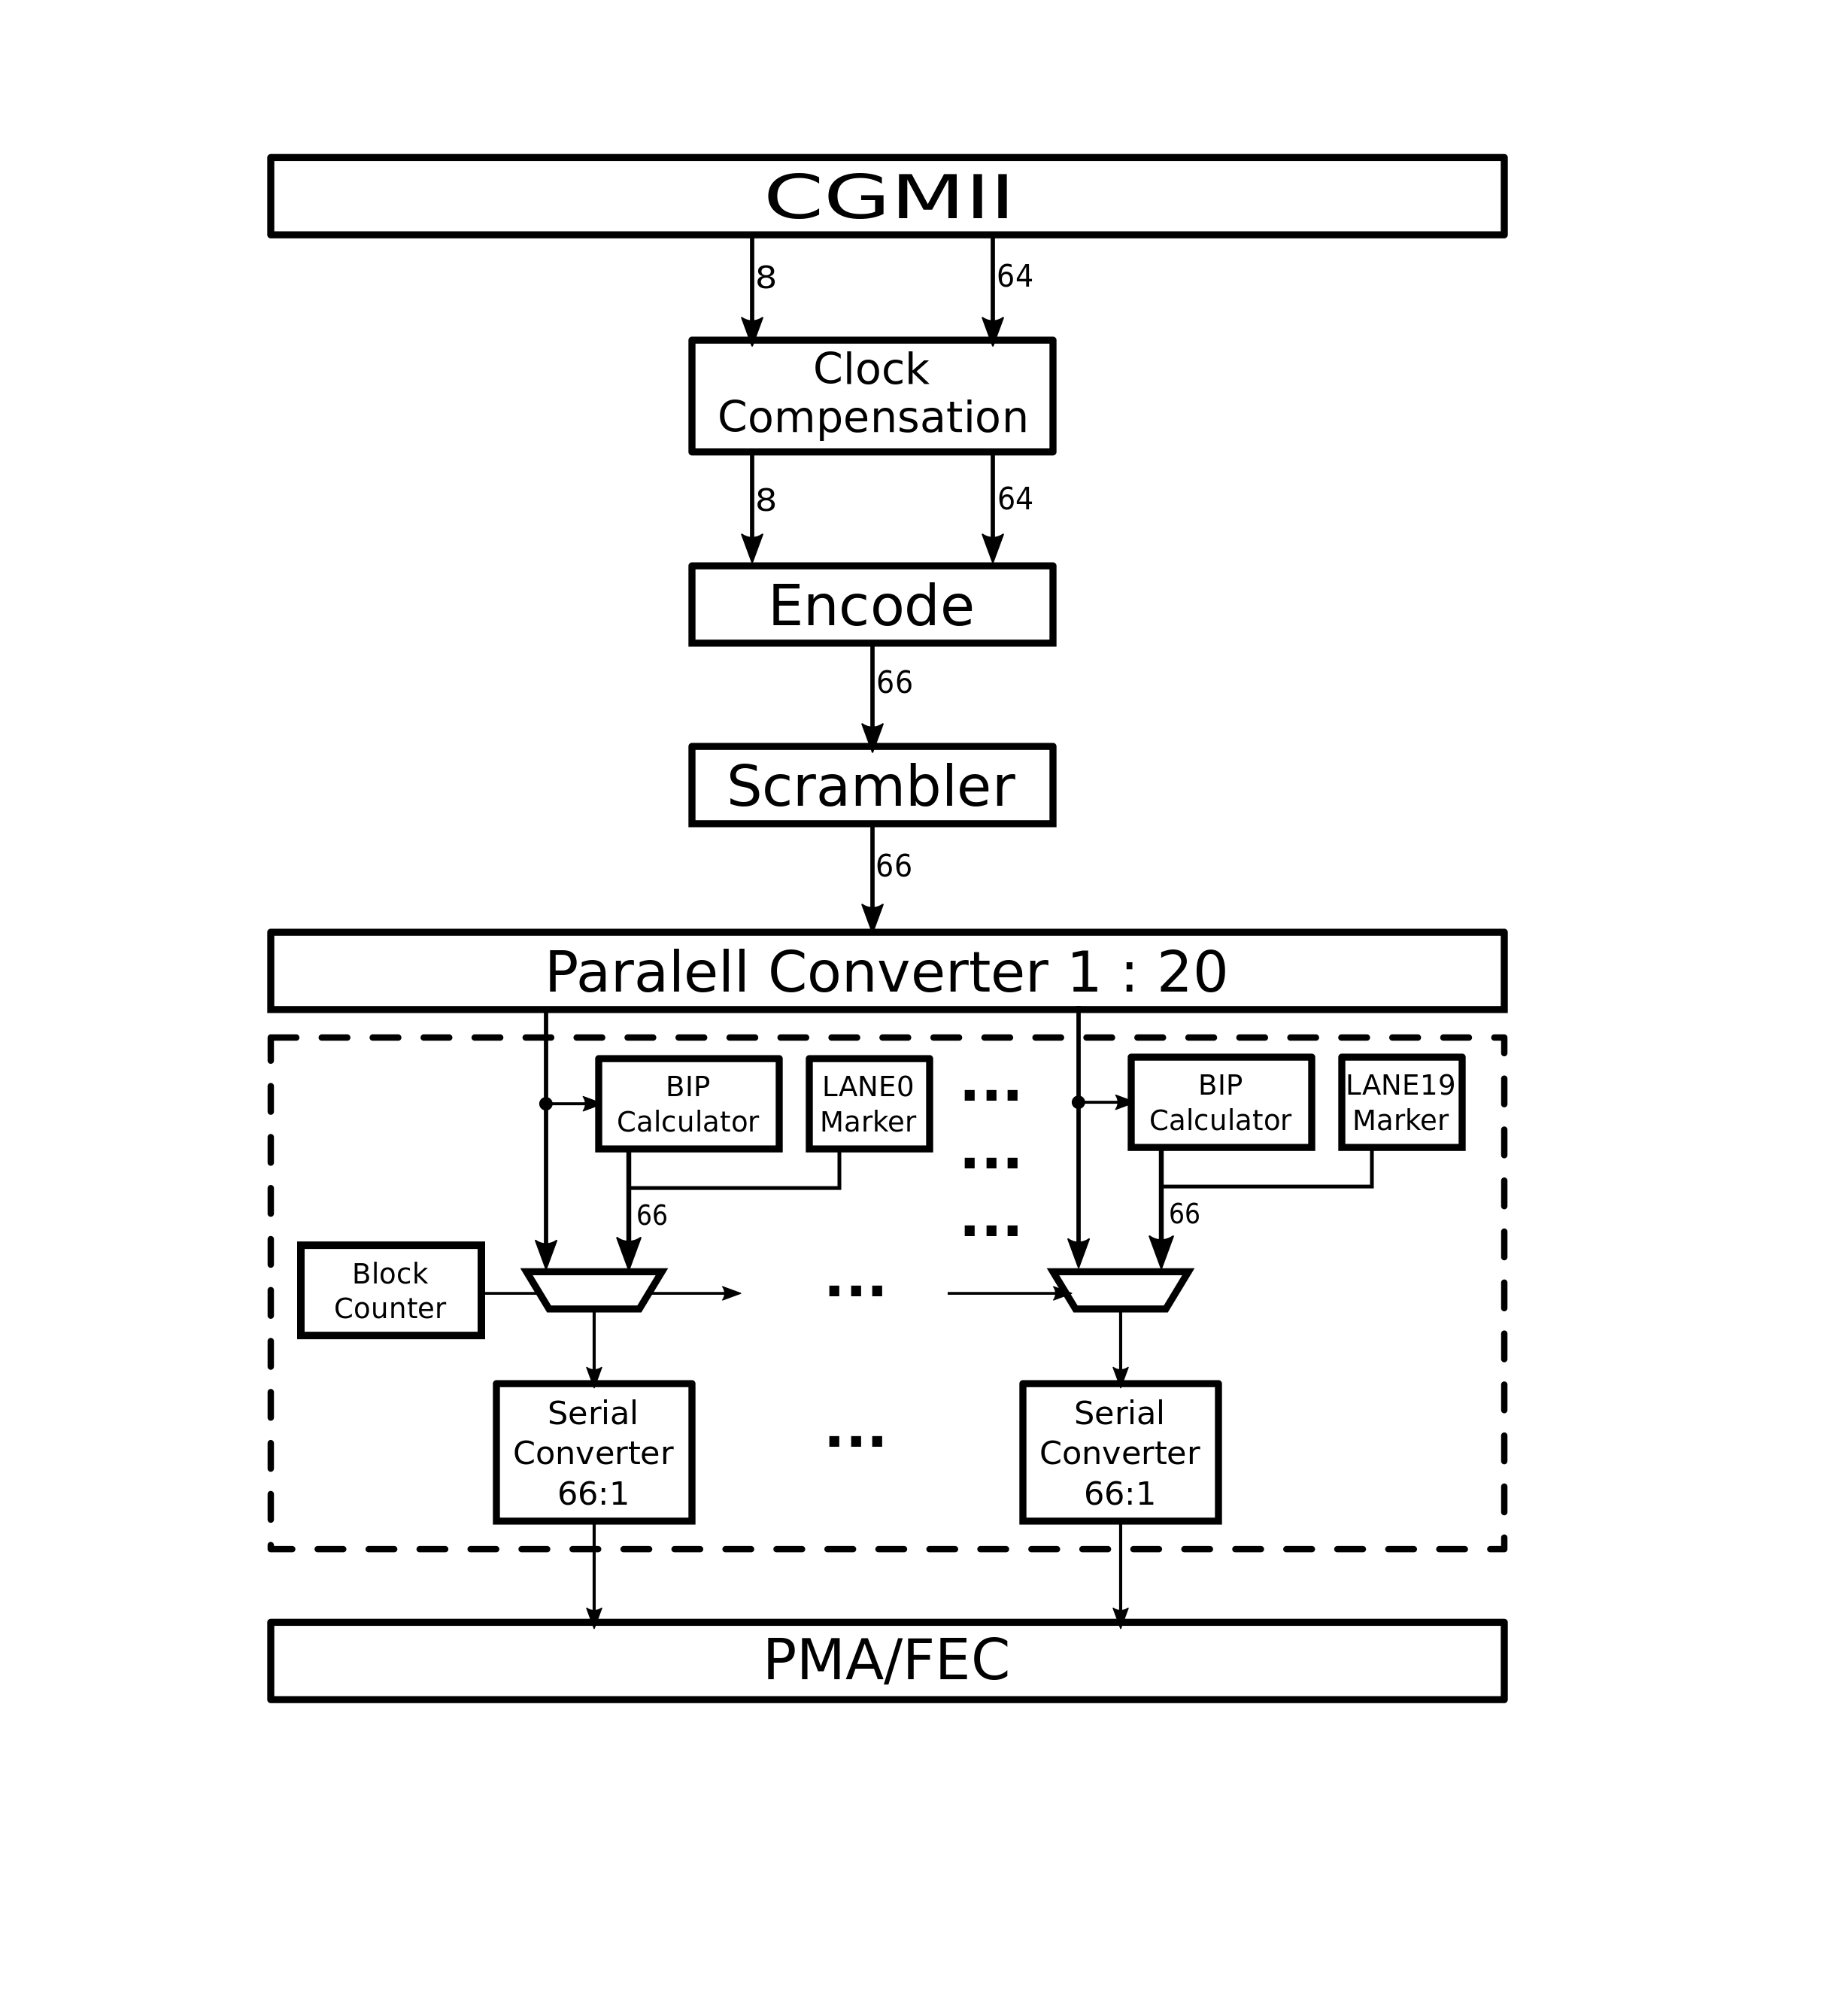 CGMII
8
64
Clock
Compensation
8
64
Encode
66
Scrambler
66
Paralell Converter 1 : 20
BIP
Calculator
LANE0
Marker
...
BIP
Calculator
LANE19
Marker
...
66
...
66
Block
Counter
...
Serial
Converter
66:1
...
Serial
Converter
66:1
PMA/FEC